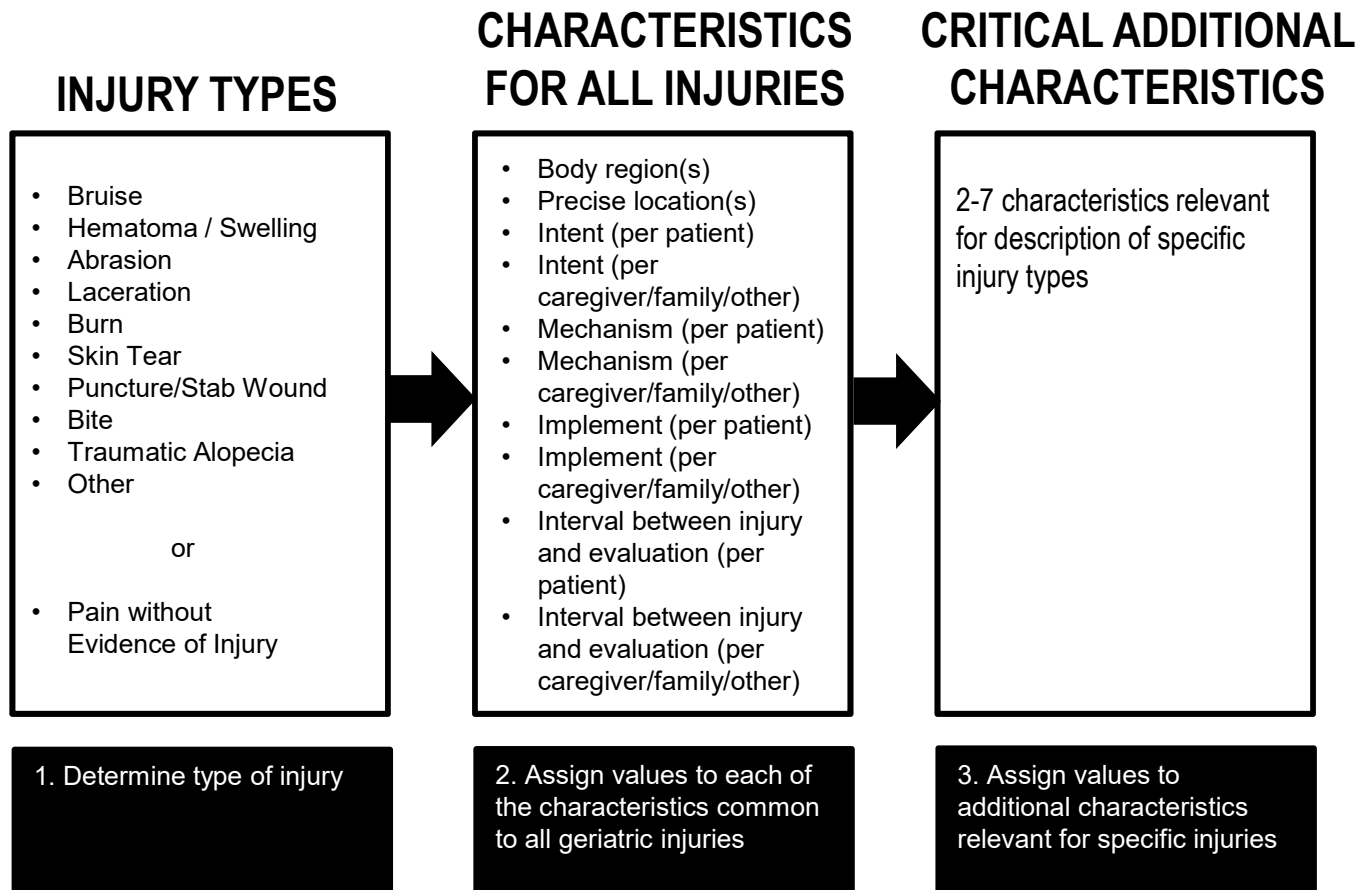 INJURY TYPES
• Bruise
• Hematoma / Swelling
• Abrasion
• Laceration
• Burn
• Skin Tear
• Puncture/Stab Wound
• Bite
• Traumatic Alopecia
• Other
or
• Pain without
Evidence of Injury
1. Determine type of injury
CHARACTERISTICS
FOR ALL INJURIES
• Body region(s)
• Precise location(s)
• Intent (per patient)
• Intent (per
caregiver/family/other)
• Mechanism (per patient)
• Mechanism (per
caregiver/family/other)
• Implement (per patient)
• Implement (per
caregiver/family/other)
• Interval between injury
and evaluation (per
patient)
• Interval between injury
and evaluation (per
caregiver/family/other)
2. Assign values to each of
the characteristics common
to all geriatric injuries
CRITICAL ADDITIONAL
CHARACTERISTICS
2-7 characteristics relevant
for description of specific
injury types
3. Assign values to
additional characteristics
relevant for specific injuries